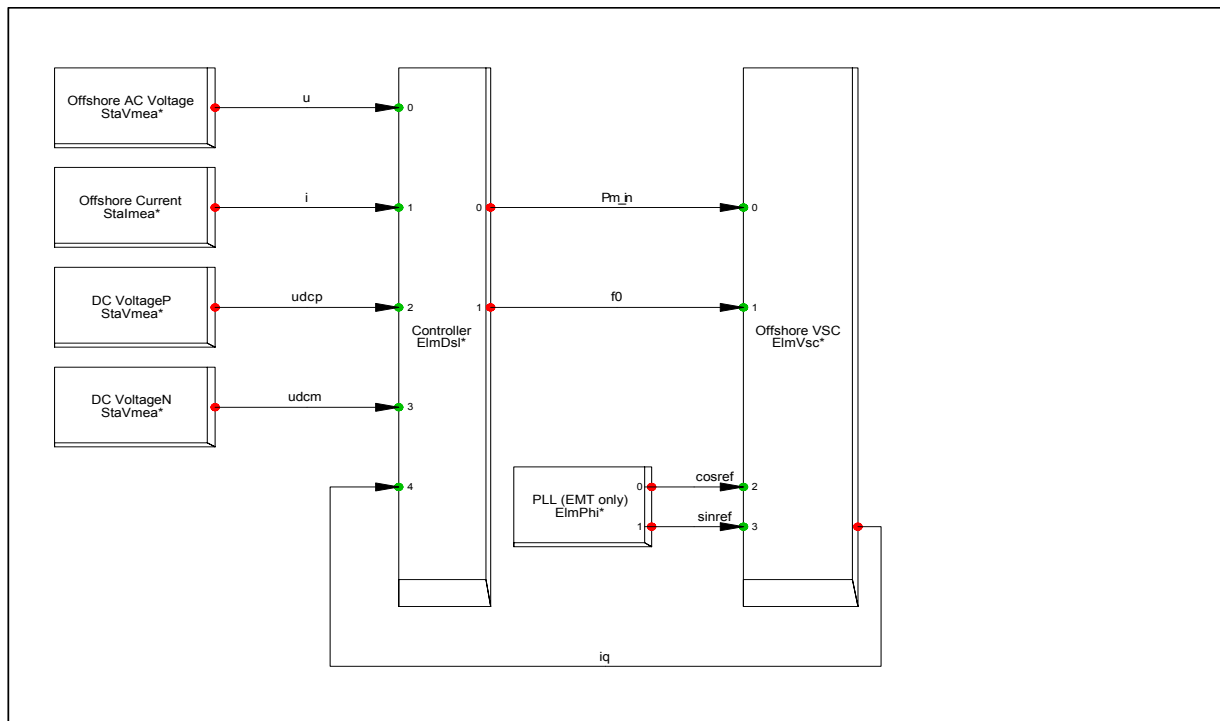 Offshore AC Voltage
StaVmea*
u
0
Offshore Current
StaImea*
i
1
0
Pm_in
0
DC VoltageP
StaVmea*
udcp
2
1
f0
1
Controller
ElmDsl*
Offshore VSC
ElmVsc*
DC VoltageN
StaVmea*
udcm
3
4
PLL (EMT only)
ElmPhi*
0
cosref
2
1
sinref
3
iq